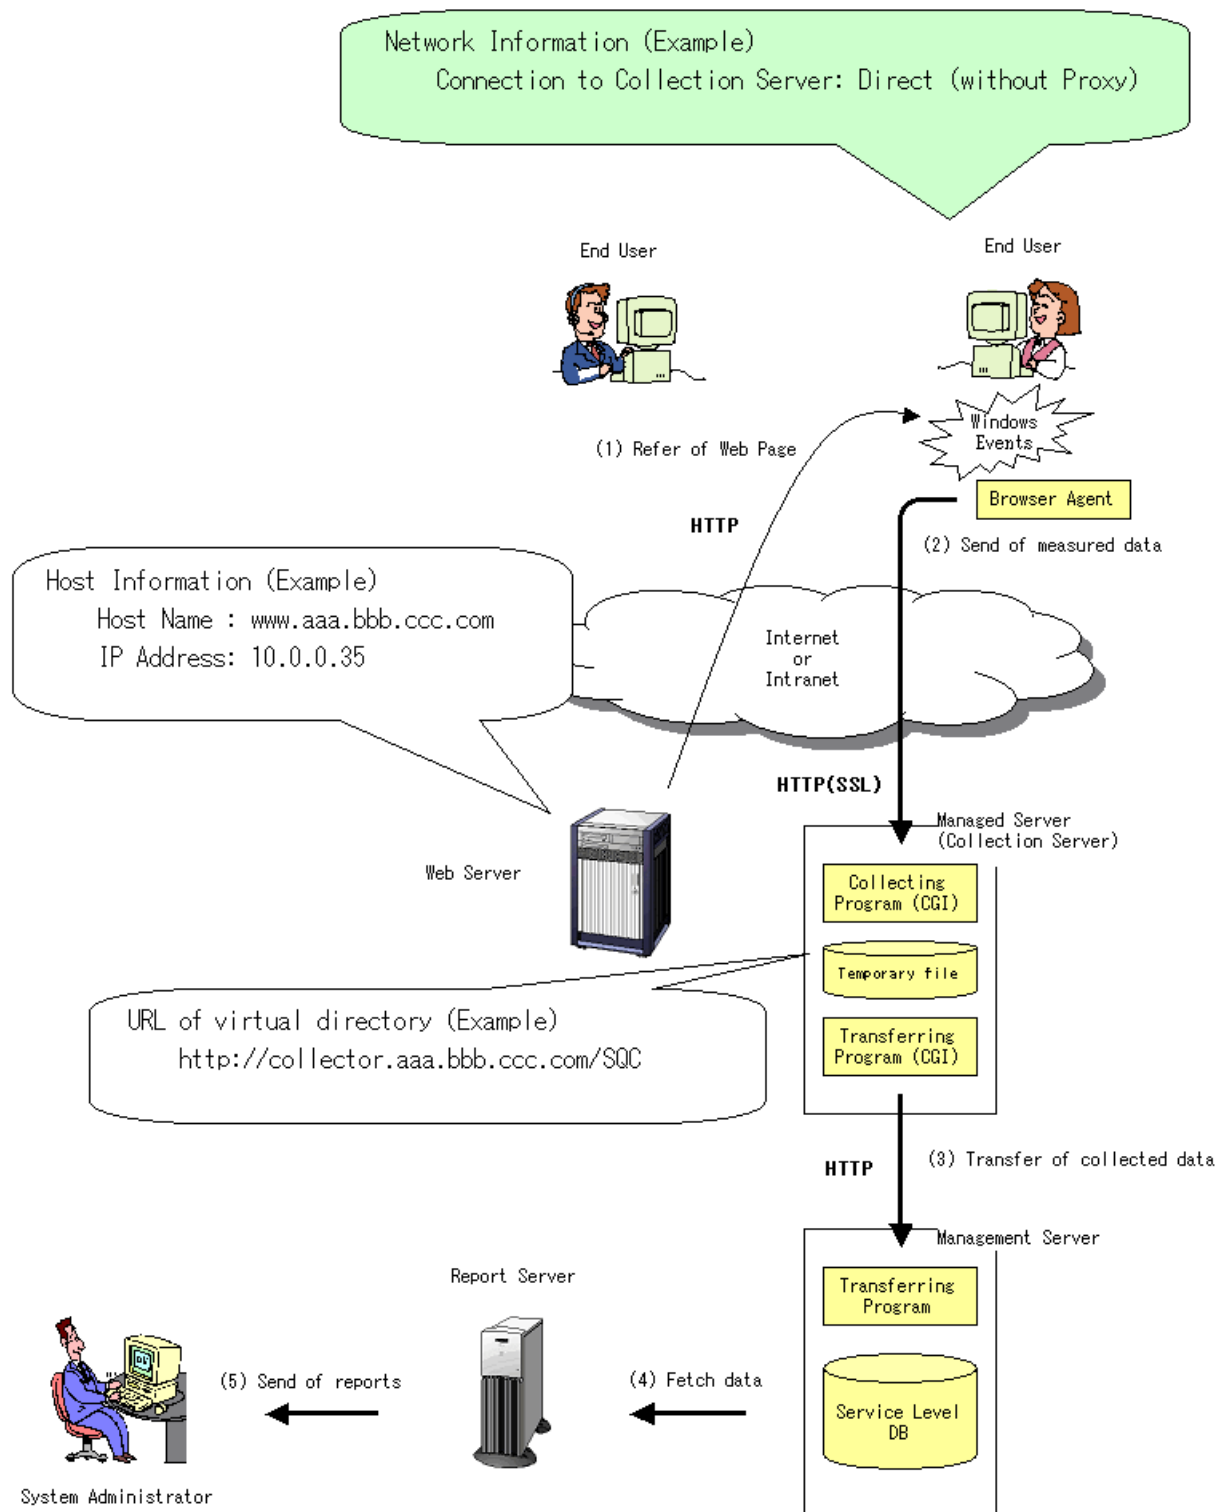 Network Information (Example)
Connection to Collection Server: Direct (without Proxy)
End User
End User
Windows
Events
(1) Refer of Web Page
Browser Agent
HTTP
(2) Send of measured data
Host Information (Example)
Host Name : www.aaa.bbb.ccc.com
IP Address: 10.0.0.35
Internet
or
Intranet
HTTP(SSL)
Managed Server
(Collection Server)
Web Server
Collecting
Program (CGI)
Temporary file
URL of virtual directory (Example)
http://collector.aaa.bbb.ccc.com/SQC
Transferring
Program (CGI)
HTTP
(3) Transfer of collected data
Management Server
Report Server
Transferring
Program
(5) Send of reports
(4) Fetch data
Service Level
DB
System Administrator